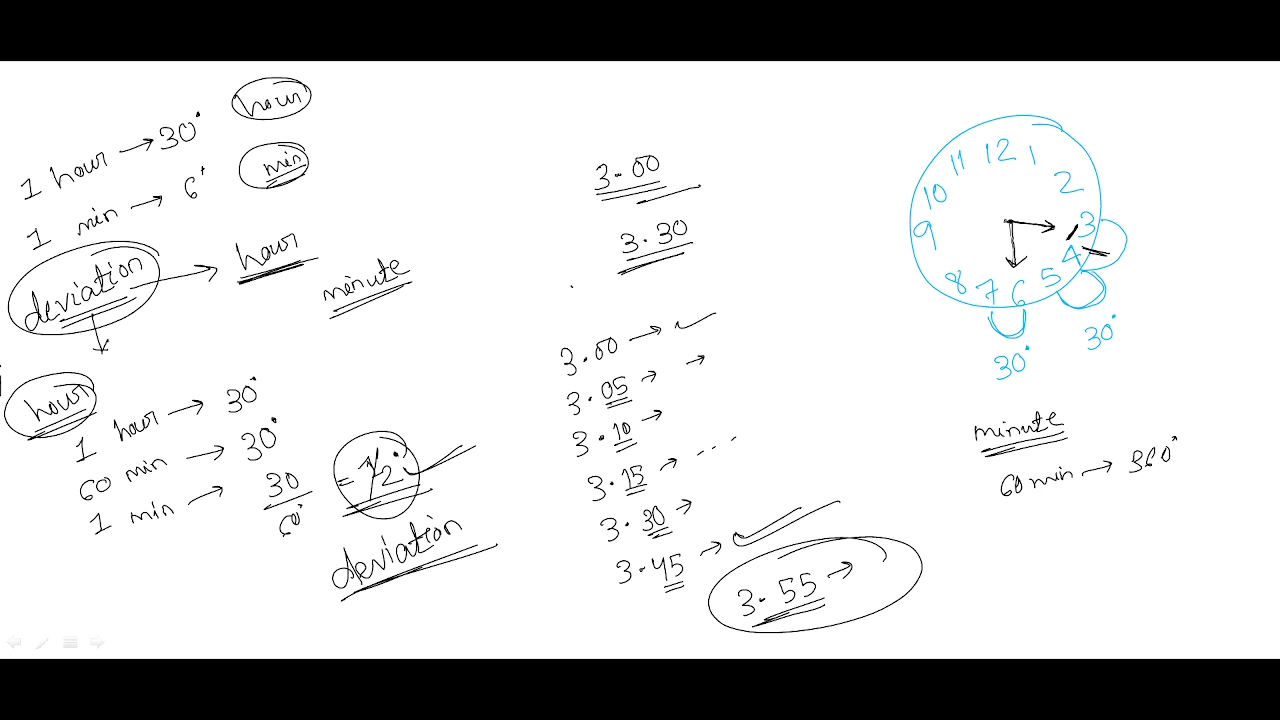 1 hour → 30° hour
1 min → 6° min
deviation → hour
minute
hour
1 hour → 30°
60 min → 30°
1 min → 30/60° = 1/2°
deviation
3.00
3.30
3.00 →
3.05 → →
3.10 →
3.15 → ...
3.30 →
3.45 →
3.55 →
11 12 1
10 2
9 3
8 7 6 5 4
30° 30°
minute
60 min → 360°